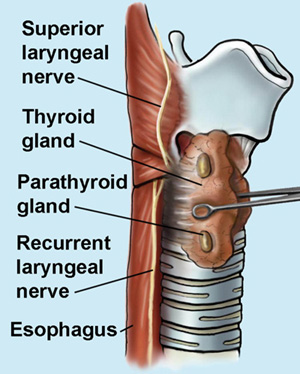 Superior
laryngeal
nerve
Thyroid
gland
Parathyroid
gland
Recurrent
laryngeal
nerve
Esophagus